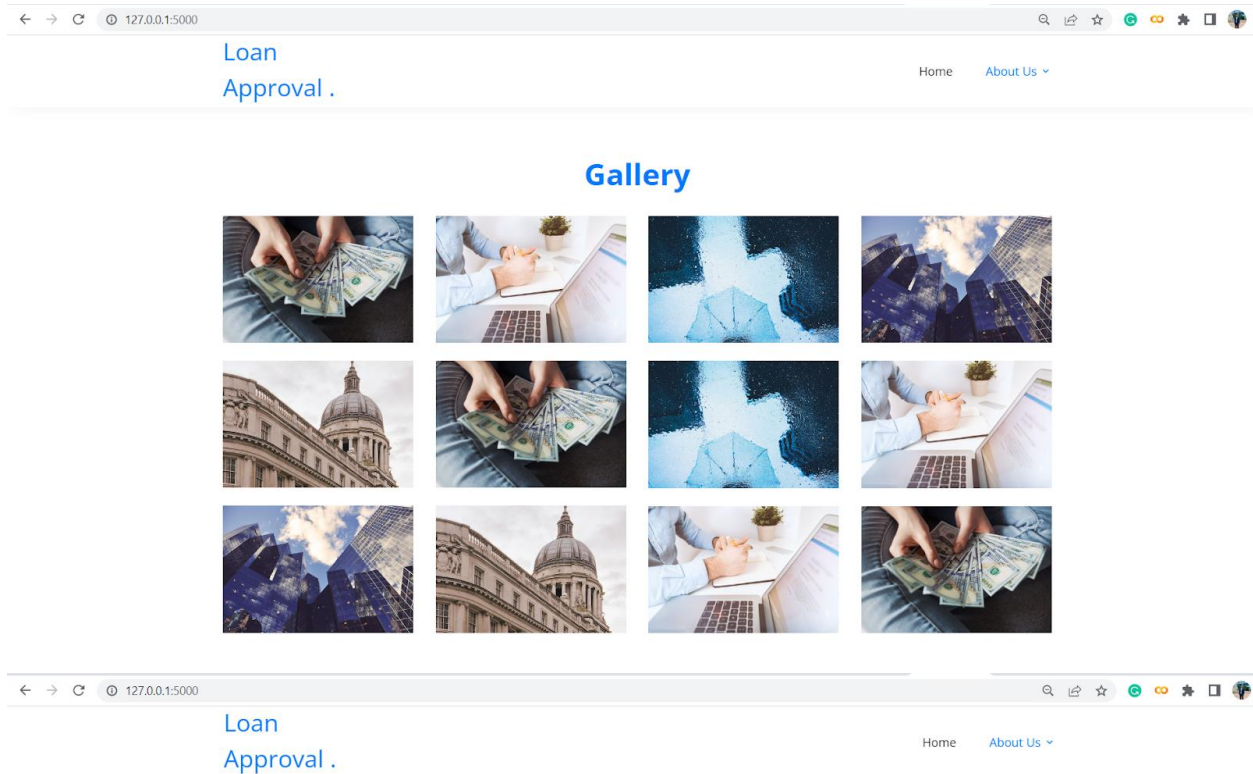 127.0.0.1:5000
Loan
Approval .
Home
About Us
Gallery
127.0.0.1:5000
Loan
Approval .
Home
About Us